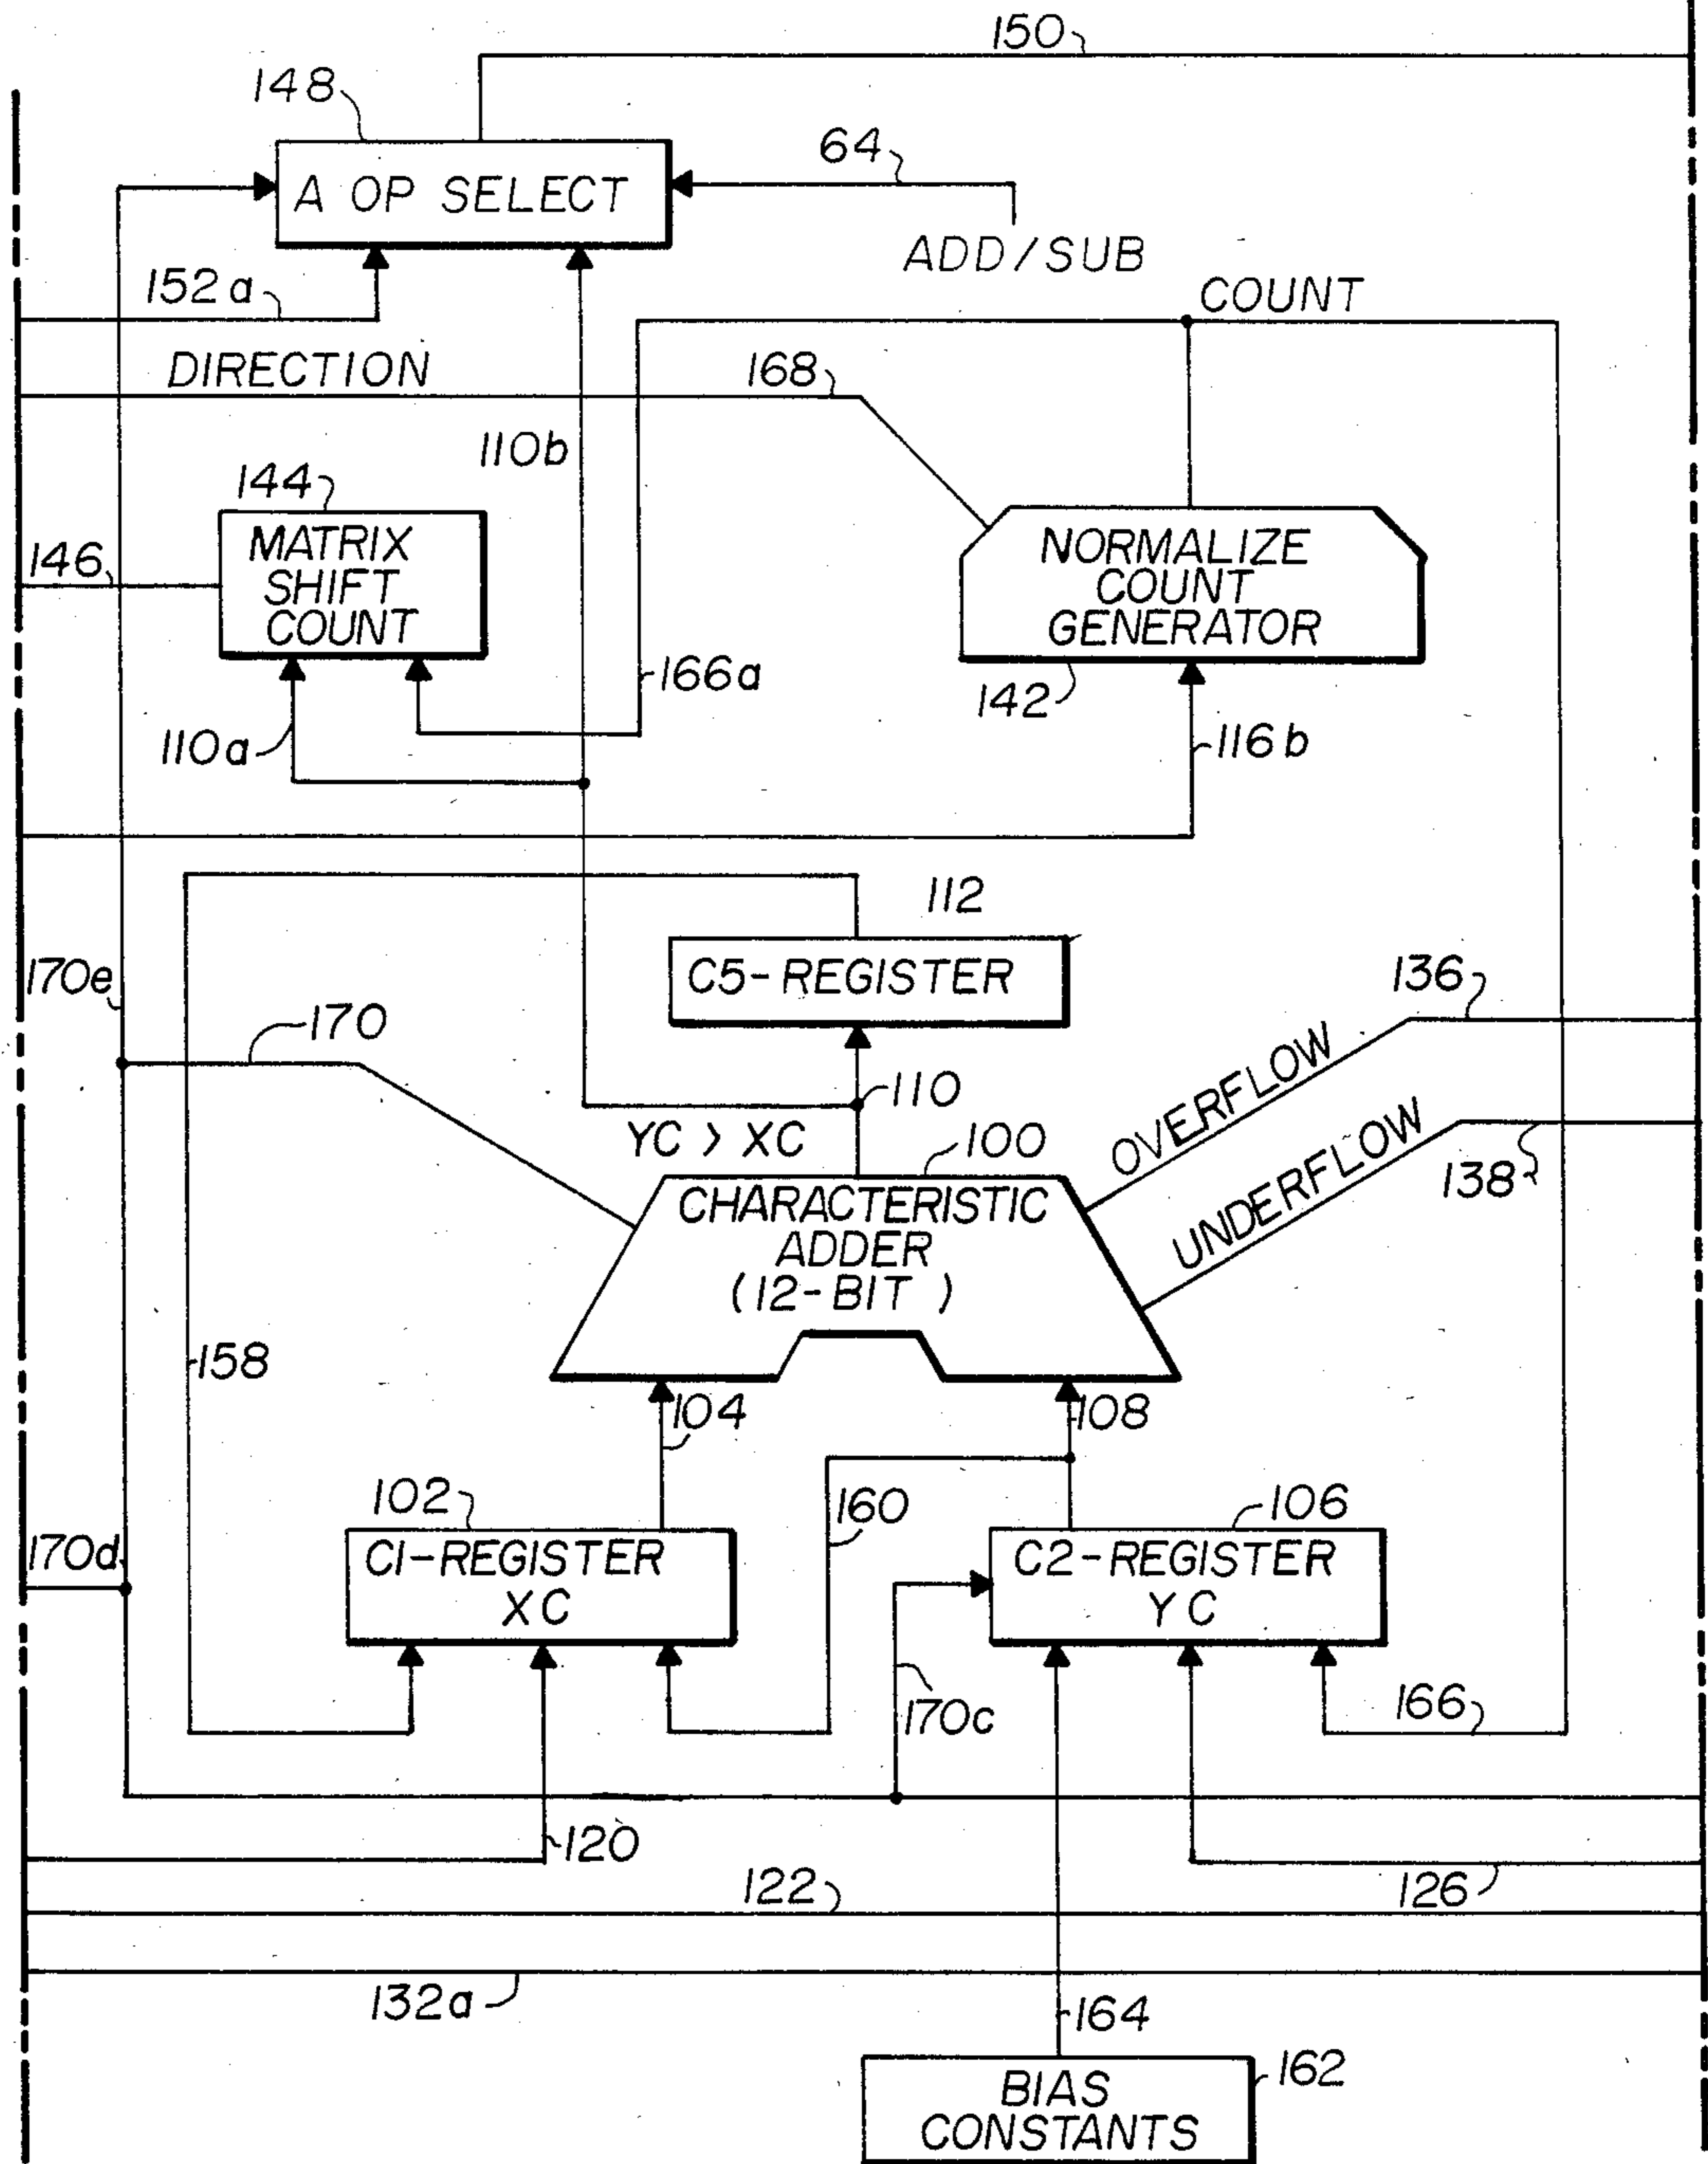 150
148
64
A OP SELECT
ADD/SUB
152a
COUNT
DIRECTION
168
110b
144
MATRIX
SHIFT
COUNT
146
NORMALIZE
COUNT
GENERATOR
166a
142
110a
116b
112
C5-REGISTER
170e
136
170
OVERFLOW
110
YC > XC
100
UNDERFLOW
138
CHARACTERISTIC
ADDER
(12-BIT )
158
104
108
102
160
106
170d
C1-REGISTER
XC
C2-REGISTER
YC
170c
166
120
122
126
132a
164
162
BIAS
CONSTANTS